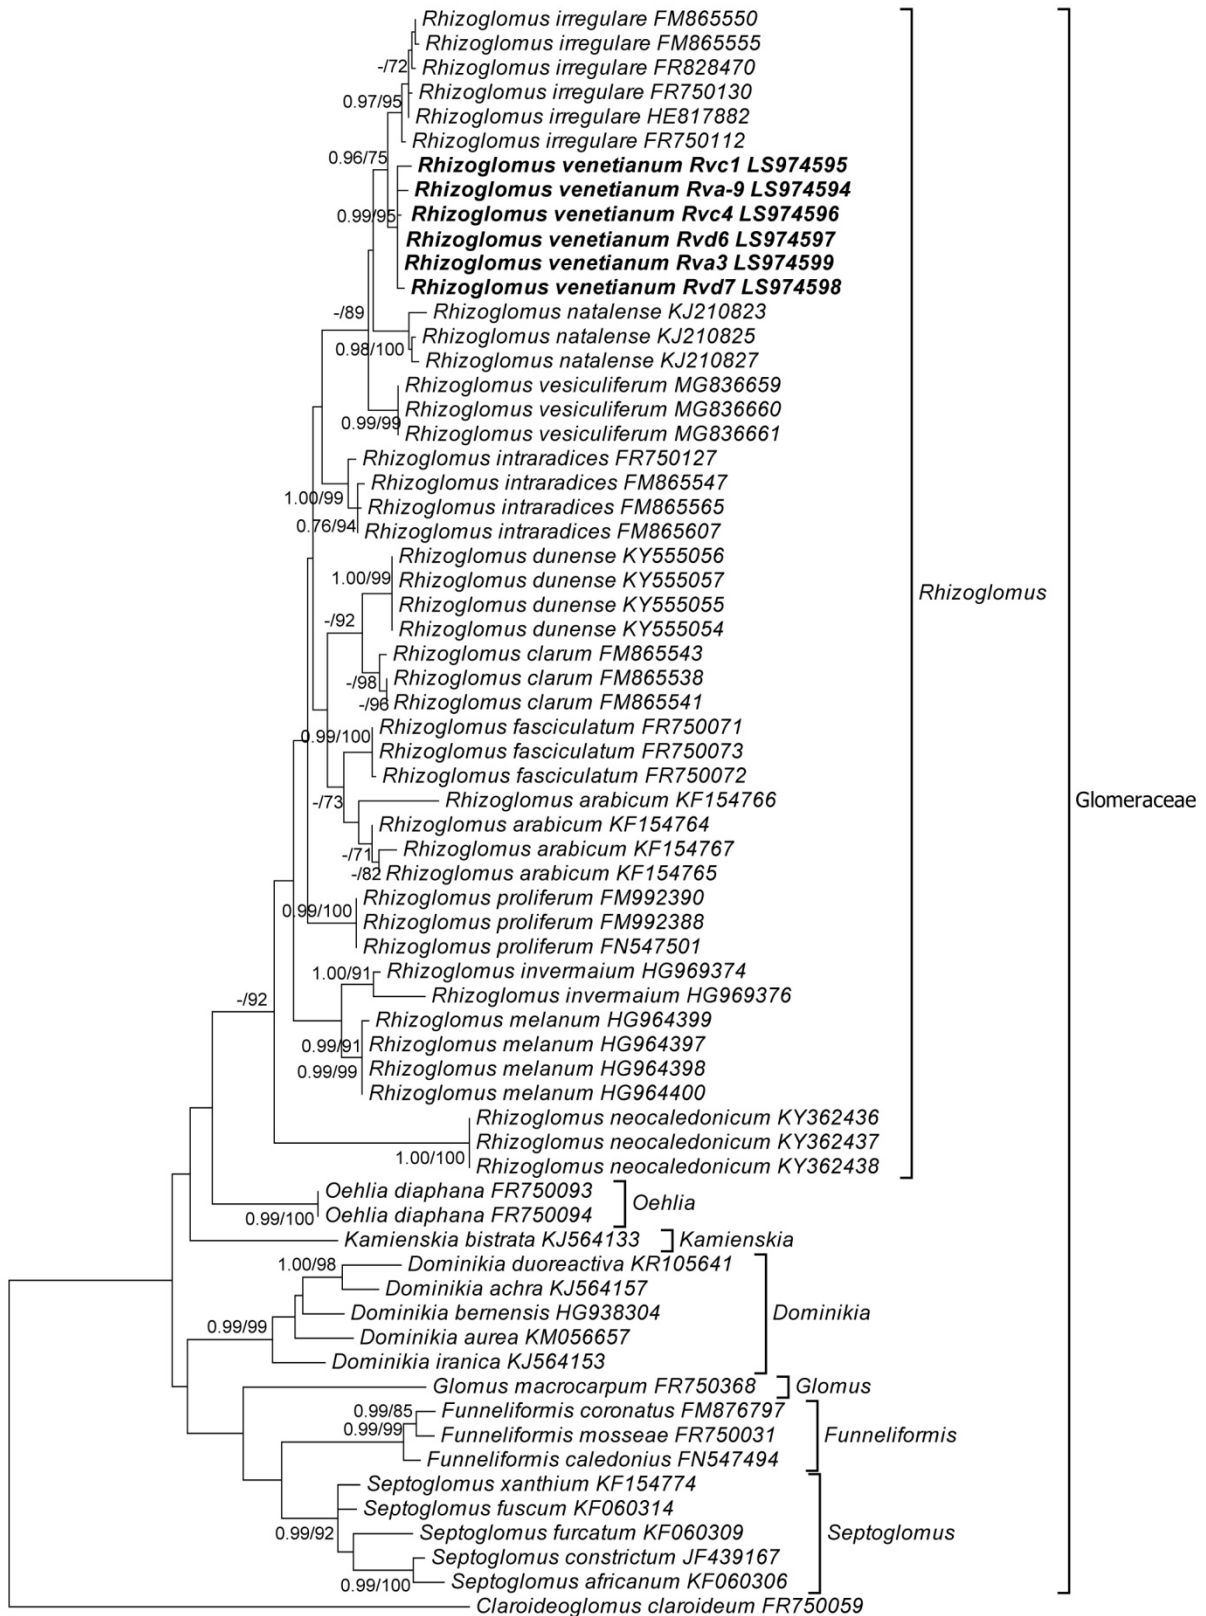 Rhizoglomus irregulare FM865550
Rhizoglomus irregulare FM865555
-/72
Rhizoglomus irregulare FR828470
Rhizoglomus irregulare FR750130
0.97/95
Rhizoglomus irregulare HE817882
Rhizoglomus irregulare FR750112
0.96/75
Rhizoglomus venetianum Rvc1 LS974595
Rhizoglomus venetianum Rva-9 LS974594
0.99/95
Rhizoglomus venetianum Rvc4 LS974596
Rhizoglomus venetianum Rvd6 LS974597
Rhizoglomus venetianum Rva3 LS974599
Rhizoglomus venetianum Rvd7 LS974598
-/89
Rhizoglomus natalense KJ210823
Rhizoglomus natalense KJ210825
0.98/100
Rhizoglomus natalense KJ210827
Rhizoglomus vesiculiferum MG836659
Rhizoglomus vesiculiferum MG836660
0.99/99
Rhizoglomus vesiculiferum MG836661
Rhizoglomus intraradices FR750127
Rhizoglomus intraradices FM865547
1.00/99
Rhizoglomus intraradices FM865565
0.76/94
Rhizoglomus intraradices FM865607
Rhizoglomus dunense KY555056
1.00/99
Rhizoglomus dunense KY555057
Rhizoglomus
Rhizoglomus dunense KY555055
-/92
Rhizoglomus dunense KY555054
Rhizoglomus clarum FM865543
-/98
Rhizoglomus clarum FM865538
-/96
Rhizoglomus clarum FM865541
0.99/100
Rhizoglomus fasciculatum FR750071
Rhizoglomus fasciculatum FR750073
Rhizoglomus fasciculatum FR750072
-/73
Rhizoglomus arabicum KF154766
Glomeraceae
Rhizoglomus arabicum KF154764
-/71
Rhizoglomus arabicum KF154767
-/82
Rhizoglomus arabicum KF154765
Rhizoglomus proliferum FM992390
0.99/100
Rhizoglomus proliferum FM992388
Rhizoglomus proliferum FN547501
1.00/91
Rhizoglomus invermaium HG969374
Rhizoglomus invermaium HG969376
-/92
Rhizoglomus melanum HG964399
0.99/91
Rhizoglomus melanum HG964397
0.99/99
Rhizoglomus melanum HG964398
Rhizoglomus melanum HG964400
Rhizoglomus neocaledonicum KY362436
Rhizoglomus neocaledonicum KY362437
1.00/100
Rhizoglomus neocaledonicum KY362438
Oehlia diaphana FR750093
Oehlia
0.99/100
Oehlia diaphana FR750094
Kamienskia bistrata KJ564133
Kamienskia
1.00/98
Dominikia duoreactiva KR105641
Dominikia achra KJ564157
Dominikia bernensis HG938304
Dominikia
0.99/99
Dominikia aurea KM056657
Dominikia iranica KJ564153
Glomus macrocarpum FR750368
Glomus
0.99/85
Funneliformis coronatus FM876797
0.99/99
Funneliformis mosseae FR750031
Funneliformis
Funneliformis caledonius FN547494
Septoglomus xanthium KF154774
Septoglomus fuscum KF060314
0.99/92
Septoglomus furcatum KF060309
Septoglomus
Septoglomus constrictum JF439167
0.99/100
Septoglomus africanum KF060306
Claroideoglomus claroideum FR750059